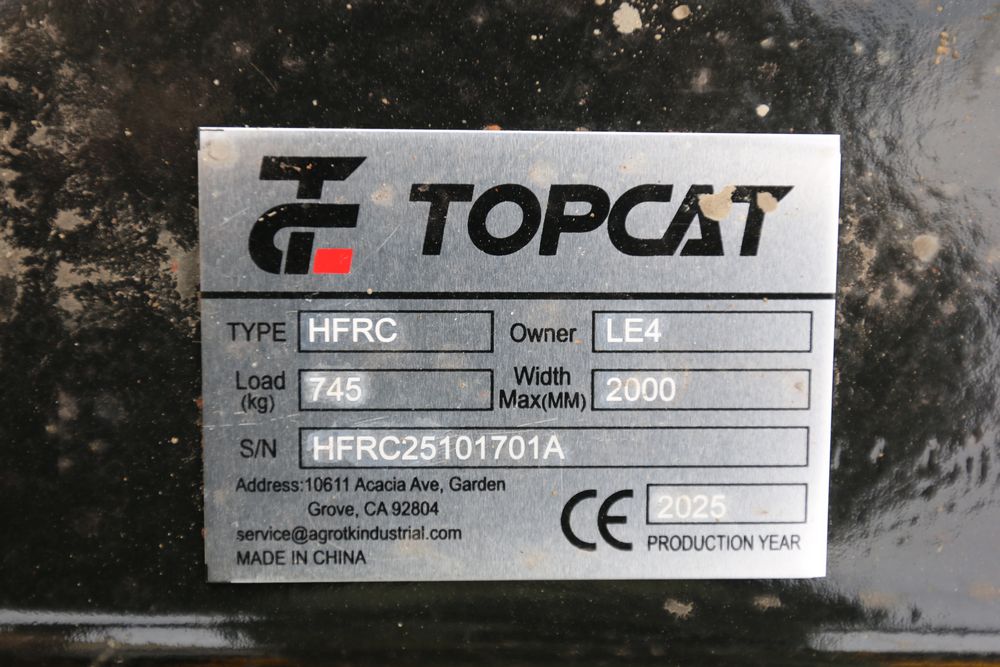 TOPCAT
TYPE HFRC Owner LE4
Load (kg) 745 Width Max(MM) 2000
S/N HFRC25101701A
Address:10611 Acacia Ave, Garden
Grove, CA 92804
service@agrotkindustrial.com
MADE IN CHINA
CE 2025
PRODUCTION YEAR